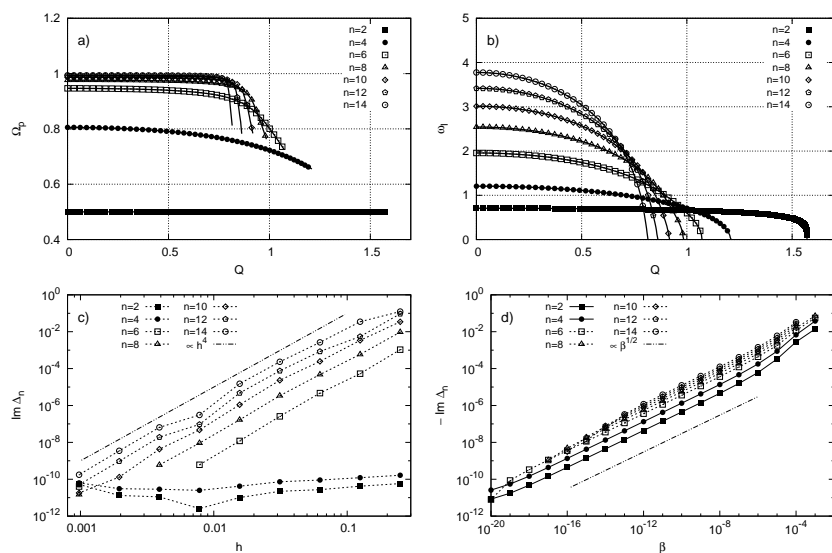 a)
n=2
n=4
n=6
n=8
n=10
n=12
n=14
1.2
1
0.8
0.6
0.4
Ωp
0
0.5
1
1.5
Q
b)
n=2
n=4
n=6
n=8
n=10
n=12
n=14
5
4
3
2
1
0
ωI
0
0.5
1
1.5
Q
c)
n=2
n=4
n=6
n=8
n=10
n=12
n=14
∝ h^4
10^0
10^-2
10^-4
10^-6
10^-8
10^-10
10^-12
Im Δn
0.001
0.01
0.1
h
d)
n=2
n=4
n=6
n=8
n=10
n=12
n=14
∝ β^1/2
10^0
10^-2
10^-4
10^-6
10^-8
10^-10
10^-12
− Im Δn
10^-20
10^-16
10^-12
10^-8
10^-4
β